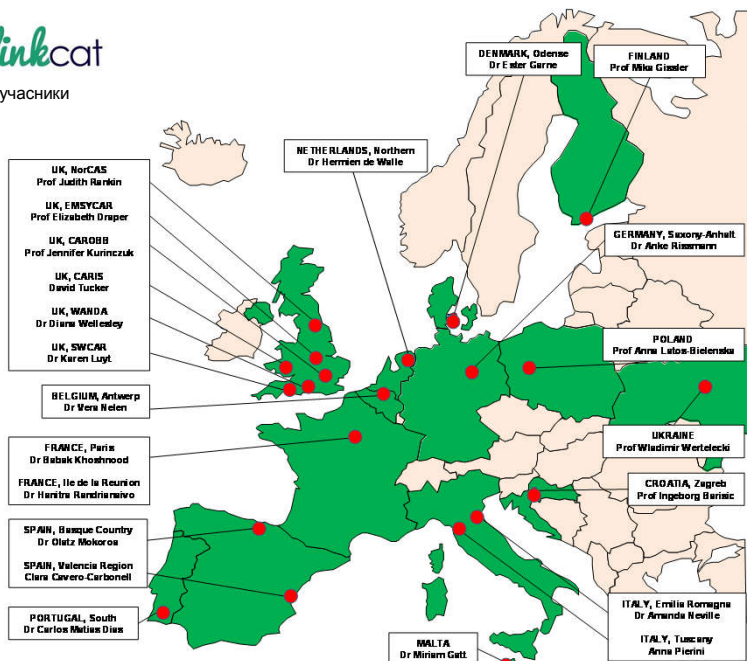 linkcat
учасники
DENMARK, Odense
Dr Ester Garne
FINLAND
Prof Mika Gissler
NETHERLANDS, Northern
Dr Hermien de Walle
UK, NorCAS
Prof Judith Rankin
UK, EMSYCAR
Prof Elizabeth Draper
UK, CAROBB
Prof Jennifer Kurinczuk
UK, CARIS
David Tucker
UK, WANDA
Dr Diana Wellesley
UK, SWCAR
Dr Karen Luyt
GERMANY, Saxony-Anhalt
Dr Anke Rissmann
POLAND
Prof Anna Latos-Bielenska
BELGIUM, Antwerp
Dr Vera Nelen
UKRAINE
Prof Wladimir Wertelecki
FRANCE, Paris
Dr Babak Khoshnood
FRANCE, Ile de la Reunion
Dr Hanitra Randrianaivo
CROATIA, Zagreb
Prof Ingeborg Barisic
SPAIN, Basque Country
Dr Olatz Mokoroa
SPAIN, Valencia Region
Clara Cavero-Carbonell
PORTUGAL, South
Dr Carlos Matias Dias
ITALY, Emilia Romagna
Dr Amanda Neville
ITALY, Tuscany
Anna Pierini
MALTA
Dr Miriam Gatt